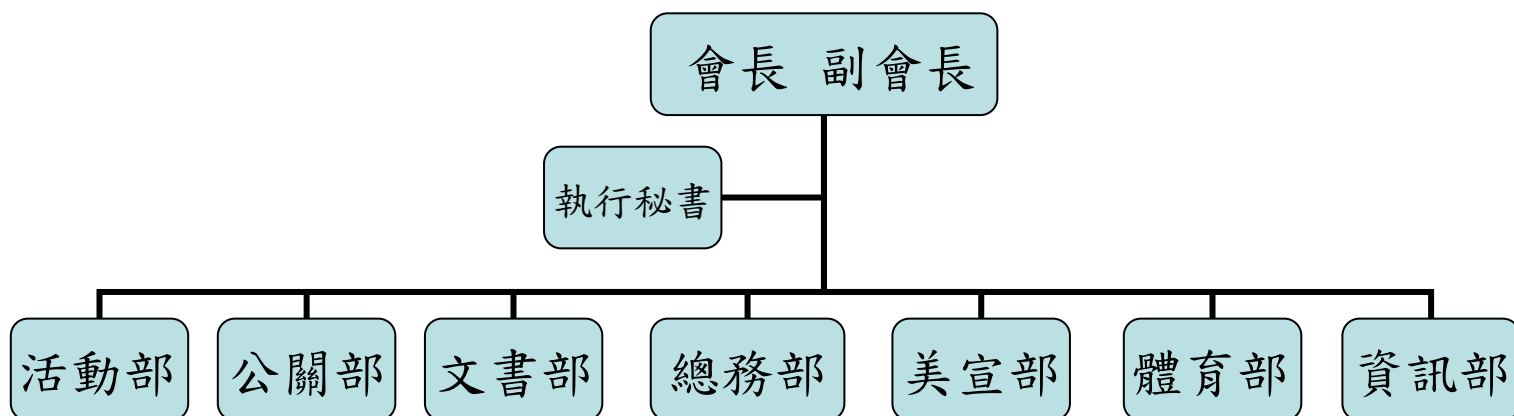 會長 副會長
執行秘書
活動部
公關部
文書部
總務部
美宣部
體育部
資訊部